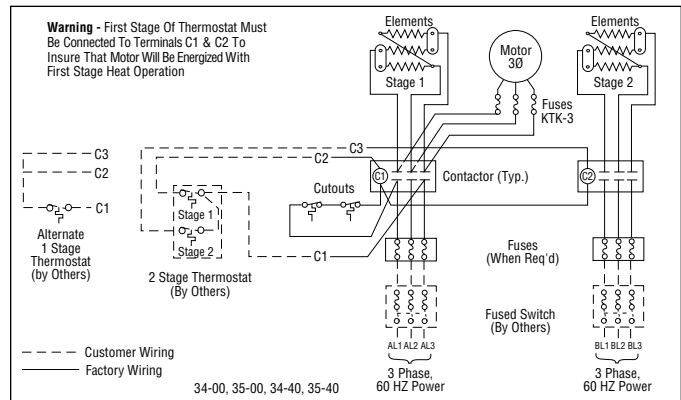 Warning - First Stage Of Thermostat Must
Be Connected To Terminals C1 & C2 To
Insure That Motor Will Be Energized With
First Stage Heat Operation
Elements
Stage 1
Motor
3Ø
Elements
Stage 2
Fuses
KTK-3
C3
C2
C1
Alternate
1 Stage
Thermostat
(by Others)
C3
C2
Stage 1
Stage 2
2 Stage Thermostat
(By Others)
Cutouts
C1
C1
Contactor (Typ.)
C2
Fuses
(When Req'd)
Fused Switch
(By Others)
AL1 AL2 AL3
3 Phase,
60 HZ Power
BL1 BL2 BL3
3 Phase,
60 HZ Power
Customer Wiring
Factory Wiring
34-00, 35-00, 34-40, 35-40